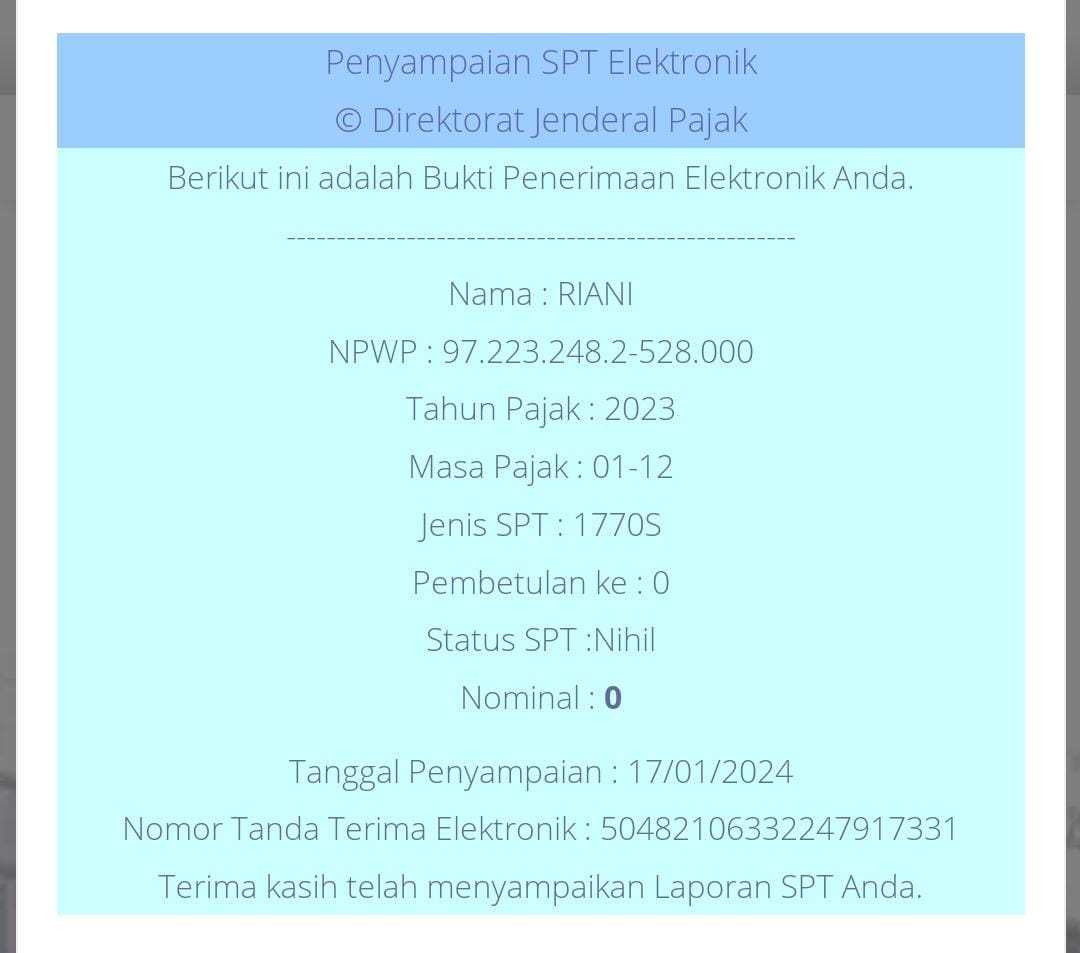 Penyampaian SPT Elektronik
© Direktorat Jenderal Pajak
Berikut ini adalah Bukti Penerimaan Elektronik Anda.
--------------------------------------------------
Nama : RIANI
NPWP : 97.223.248.2-528.000
Tahun Pajak : 2023
Masa Pajak : 01-12
Jenis SPT : 1770S
Pembetulan ke : 0
Status SPT :Nihil
Nominal : 0
Tanggal Penyampaian : 17/01/2024
Nomor Tanda Terima Elektronik : 50482106332247917331
Terima kasih telah menyampaikan Laporan SPT Anda.